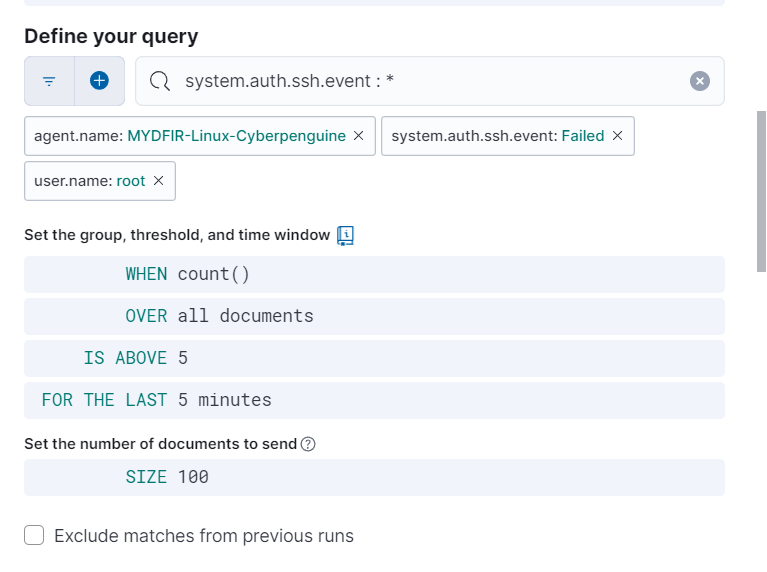 Define your query
system.auth.ssh.event : *
agent.name: MYDFIR-Linux-Cyberpenguine × system.auth.ssh.event: Failed ×
user.name: root ×
Set the group, threshold, and time window
WHEN count()
OVER all documents
IS ABOVE 5
FOR THE LAST 5 minutes
Set the number of documents to send
SIZE 100
Exclude matches from previous runs